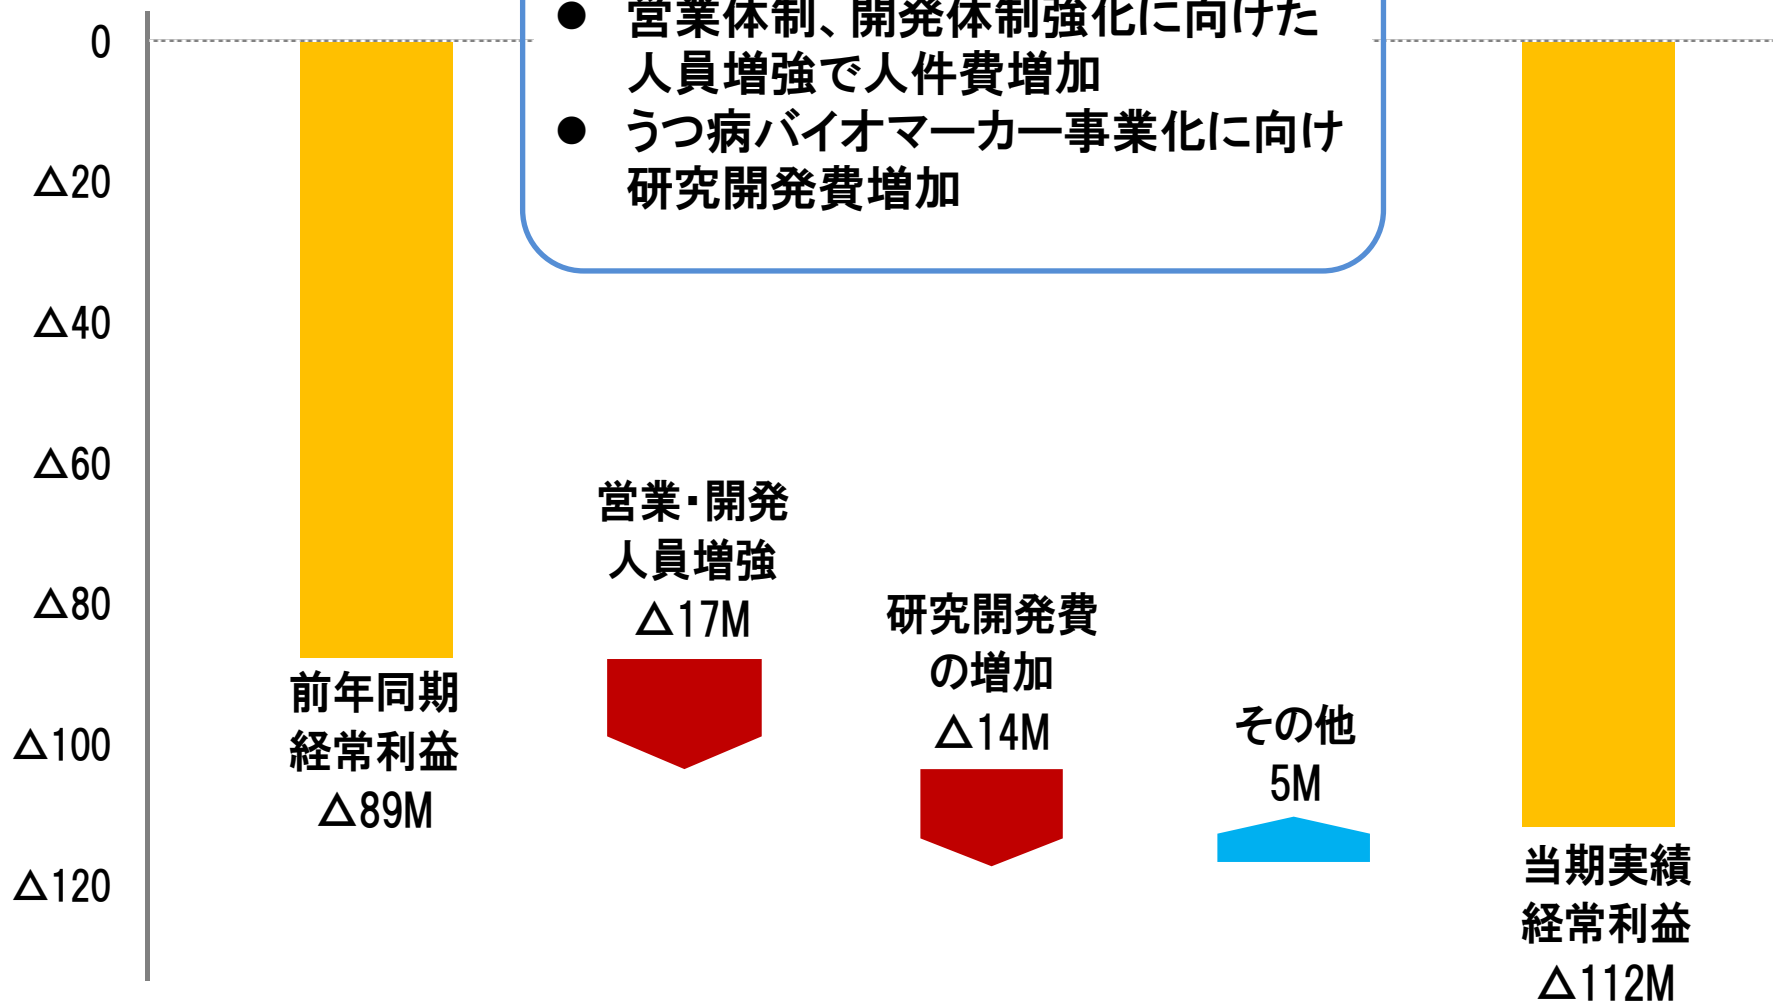 0
△20
△40
△60
△80
△100
△120
● 営業体制、開発体制強化に向けた
人員増強で人件費増加
● うつ病バイオマーカー事業化に向け
研究開発費増加
前年同期
経常利益
△89M
営業・開発
人員増強
△17M
研究開発費
の増加
△14M
その他
5M
当期実績
経常利益
△112M